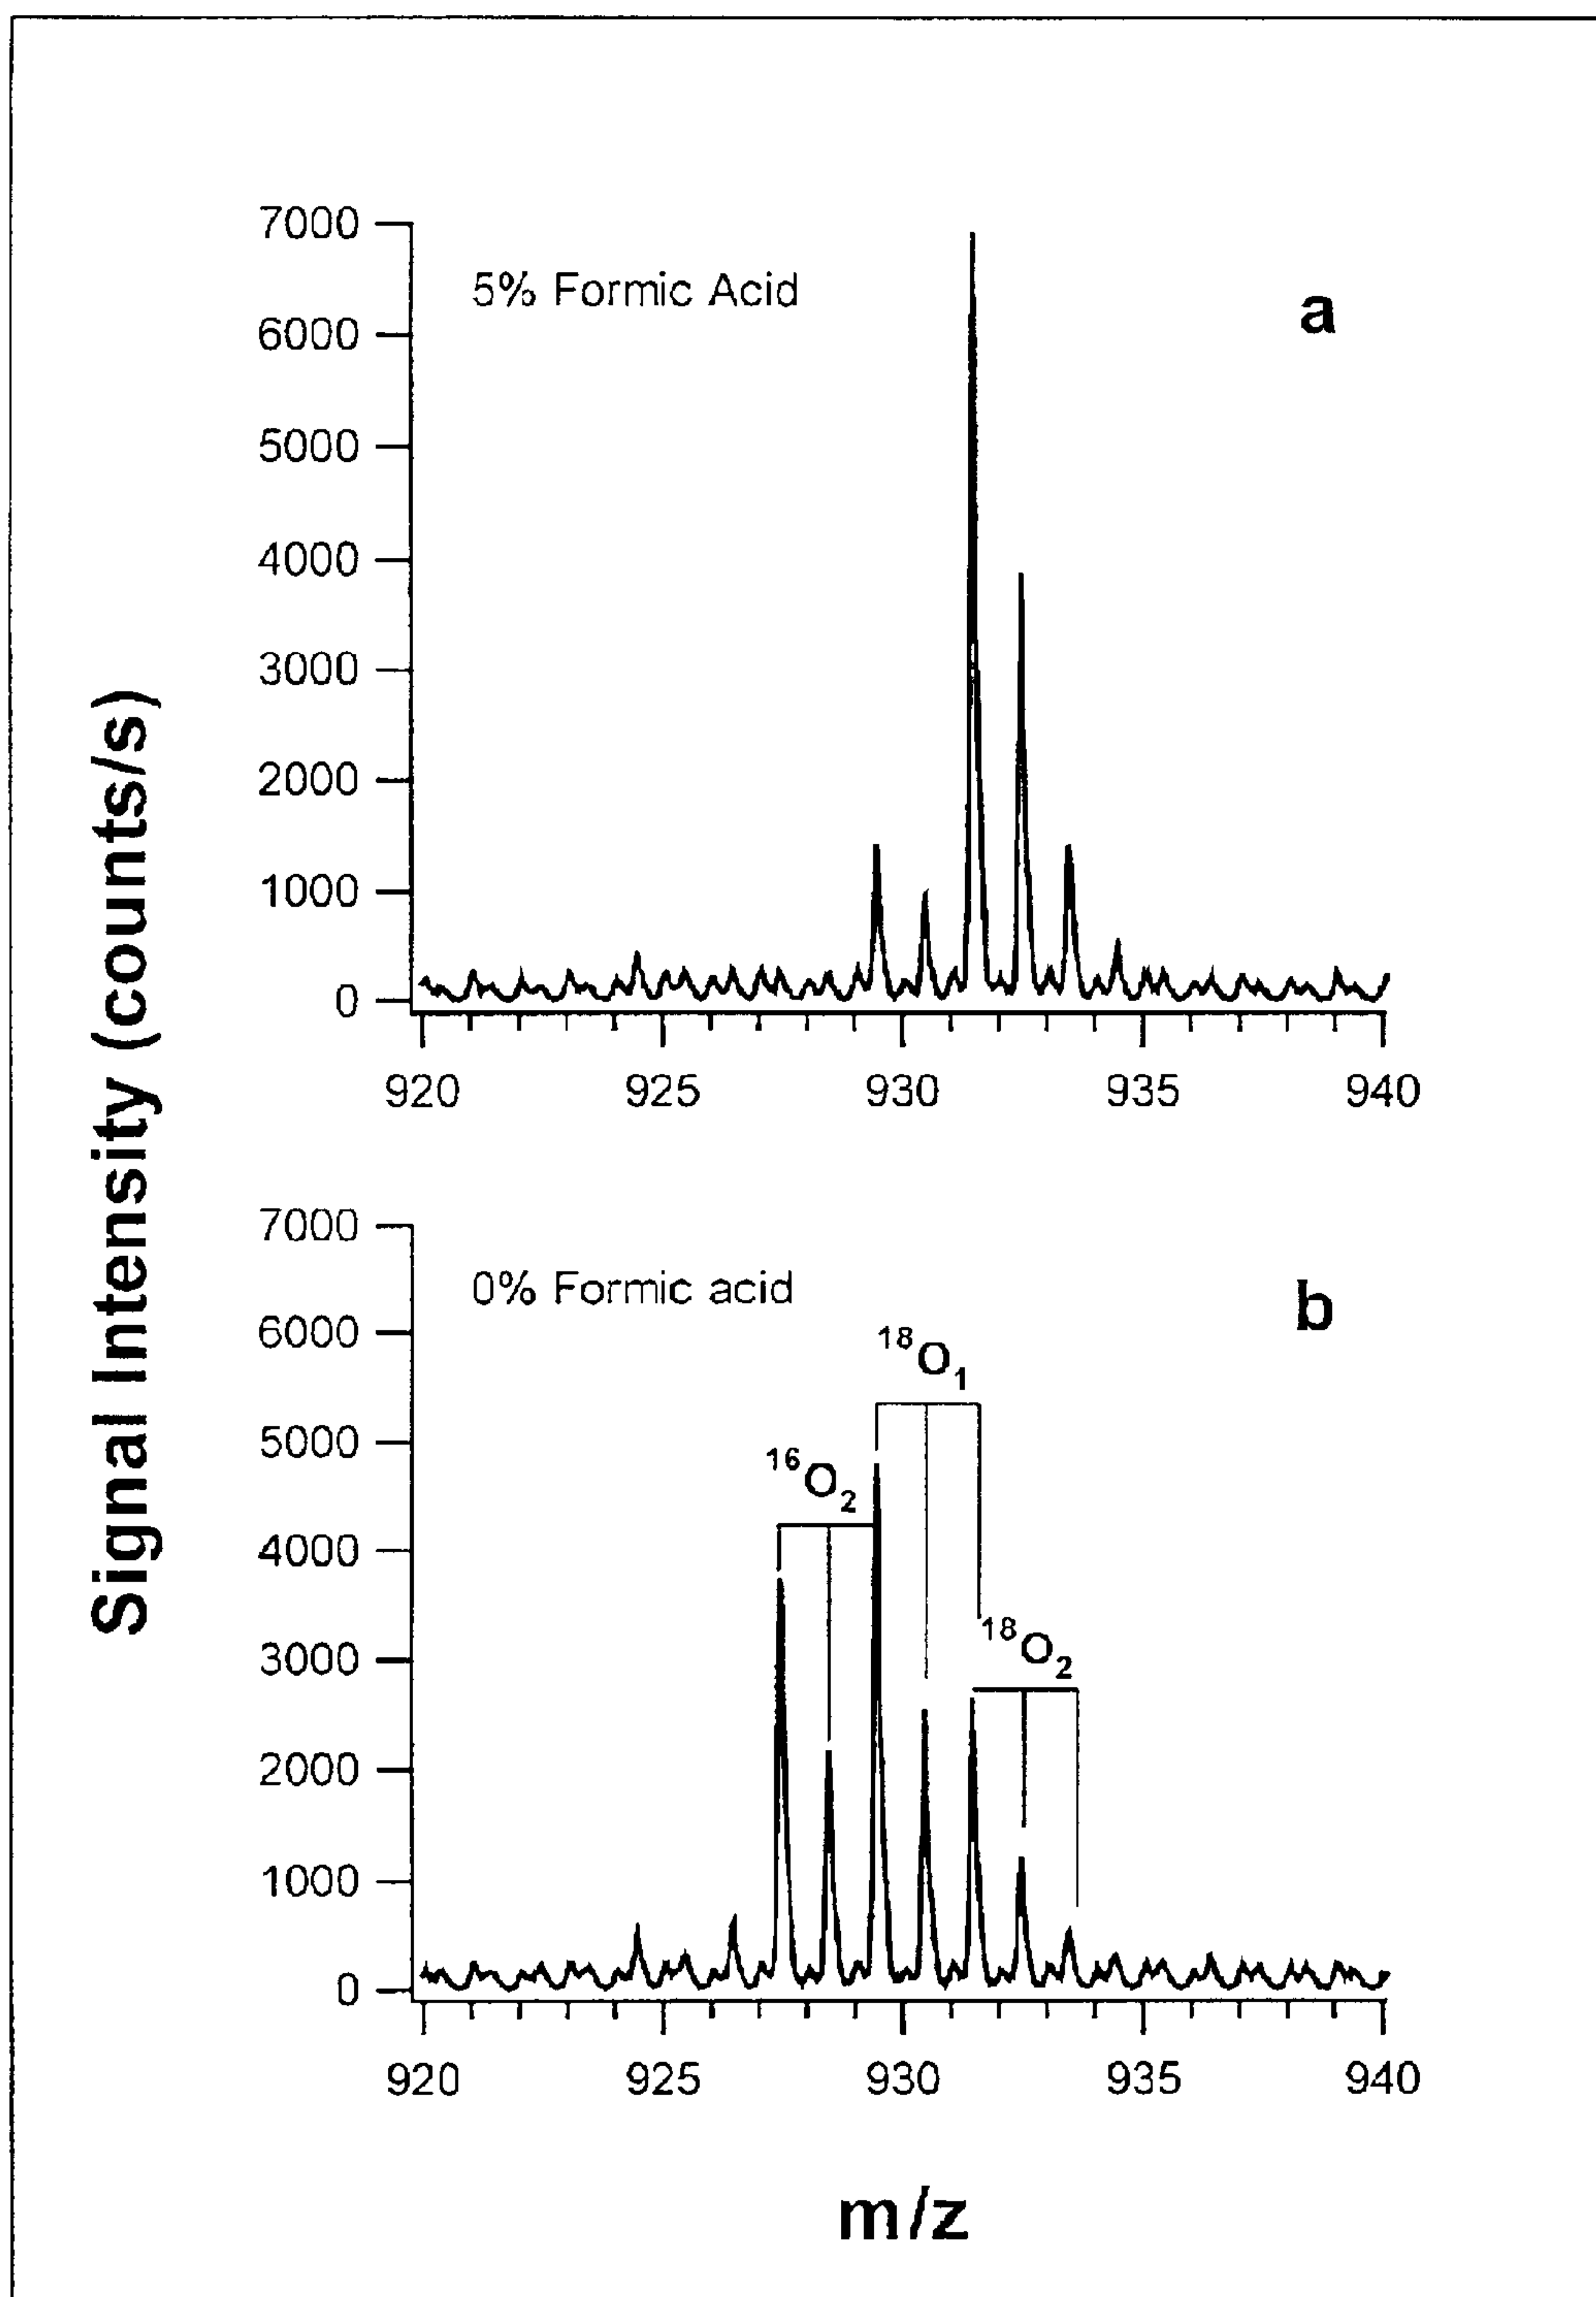 Signal Intensity (counts/s)
7000
6000
5000
4000
3000
2000
1000
0
5% Formic Acid
a
920
925
930
935
940
7000
6000
5000
4000
3000
2000
1000
0
0% Formic acid
b
¹⁸O₁
¹⁶O₂
¹⁸O₂
920
925
930
935
940
m/z